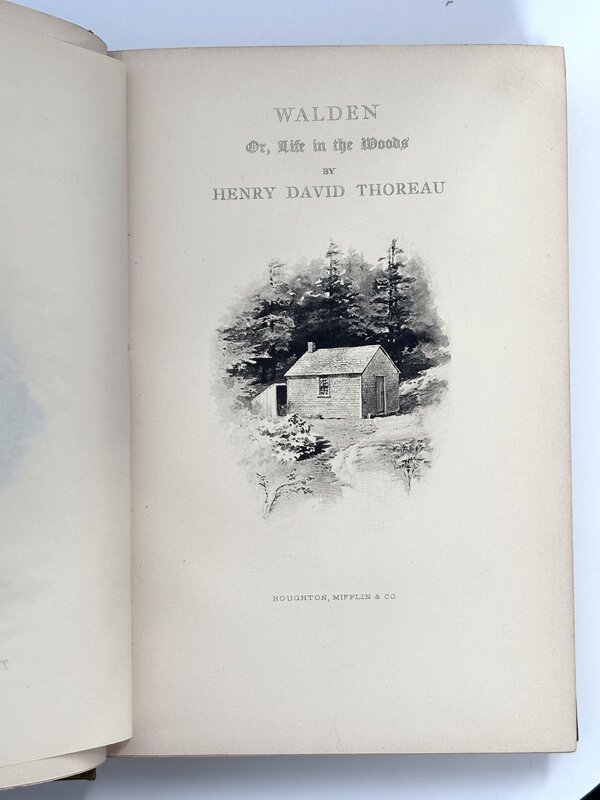 WALDEN
Or, Life in the Woods
BY
HENRY DAVID THOREAU
HOUGHTON, MIFFLIN & CO.